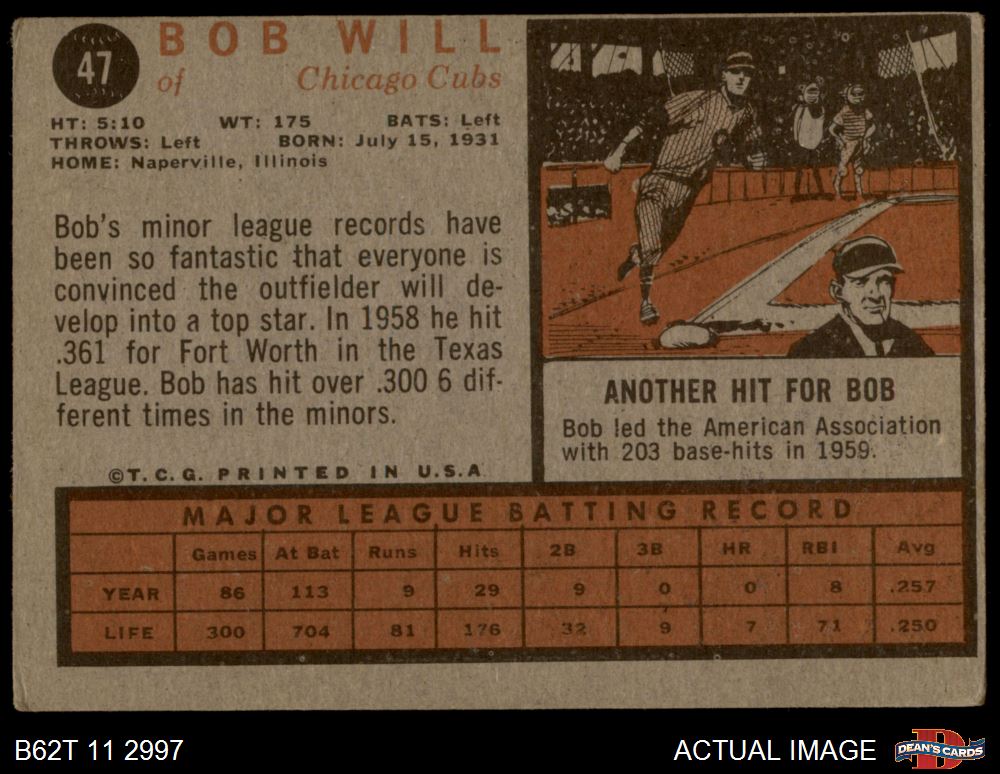 47
BOB WILL
of Chicago Cubs
HT: 5:10 WT: 175 BATS: Left
THROWS: Left BORN: July 15, 1931
HOME: Naperville, Illinois
Bob's minor league records have
been so fantastic that everyone is
convinced the outfielder will de-
velop into a top star. In 1958 he hit
.361 for Fort Worth in the Texas
League. Bob has hit over .300 6 dif-
ferent times in the minors.
©T.C.G. PRINTED IN U.S.A
ANOTHER HIT FOR BOB
Bob led the American Association
with 203 base-hits in 1959.
MAJOR LEAGUE BATTING RECORD
Games At Bat Runs Hits 2B 3B HR RBI Avg
YEAR 86 113 9 29 9 0 0 8 .257
LIFE 300 704 81 176 32 9 7 71 .250
B62T 11 2997
ACTUAL IMAGE
DEAN'S CARDS